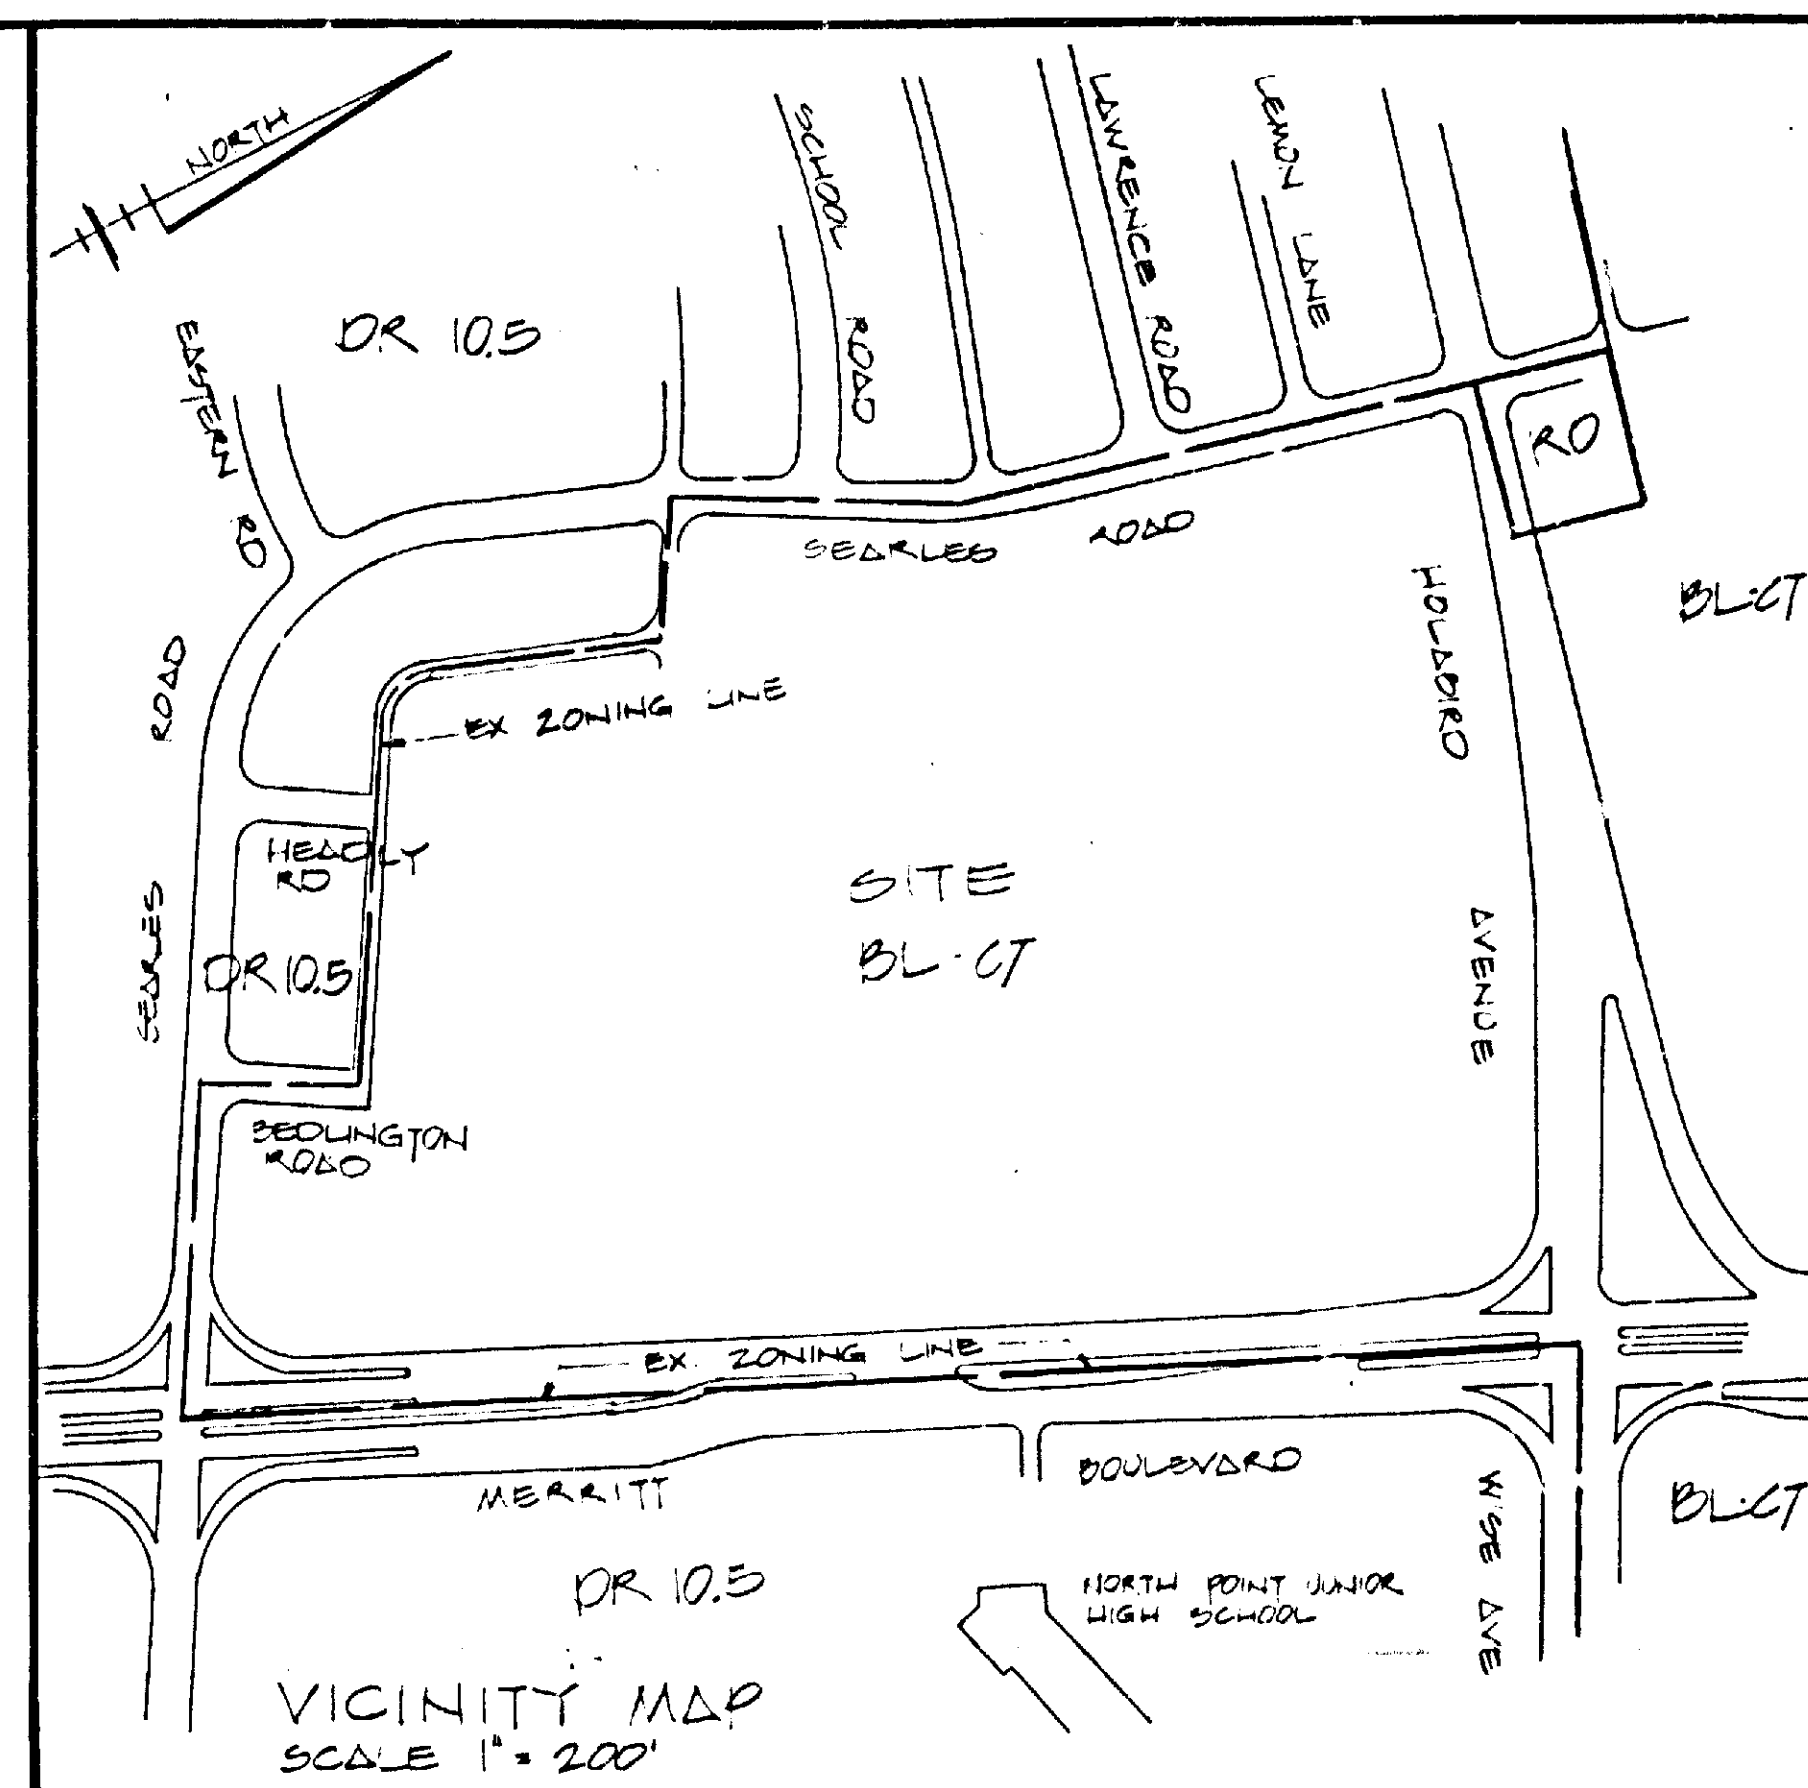 NORTH
SCHOOL ROAD
LAWRENCE ROAD
LEMON LANE
EASTERN RD
DR 10.5
RO
SEARLES ROAD
HOLABIRD AVENUE
BL-CT
SEARLES ROAD
EX ZONING LINE
HEADLY
RD
SITE
BL-CT
DR 10.5
BEDLINGTON
ROAD
EX. ZONING LINE
MERRITT BOULEVARD
WISE AVE
BL-CT
DR 10.5
NORTH POINT JUNIOR
HIGH SCHOOL
VICINITY MAP
SCALE 1" = 200'